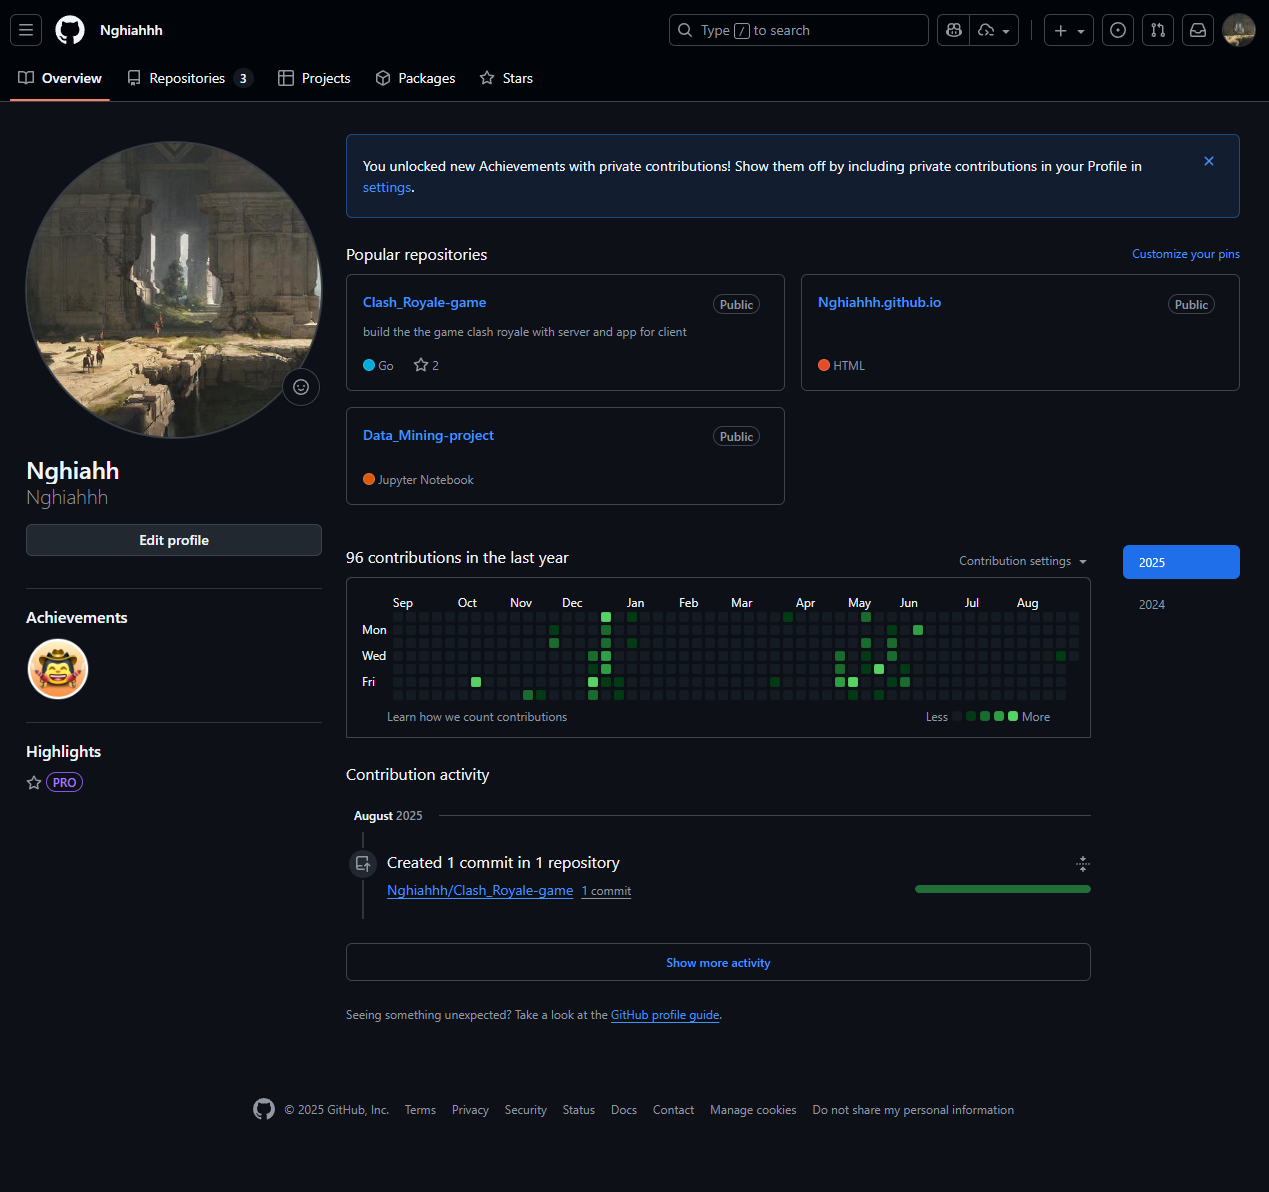 Nghiahhh
Type / to search
Overview
Repositories 3
Projects
Packages
Stars
You unlocked new Achievements with private contributions! Show them off by including private contributions in your Profile in
settings.
Popular repositories
Customize your pins
Clash_Royale-game
Public
build the the game clash royale with server and app for client
Go
2
Nghiahhh.github.io
Public
HTML
Data_Mining-project
Public
Jupyter Notebook
Nghiahh
Nghiahhh
Edit profile
Achievements
Highlights
PRO
96 contributions in the last year
Contribution settings
2025
2024
Sep Oct Nov Dec Jan Feb Mar Apr May Jun Jul Aug
Mon
Wed
Fri
Learn how we count contributions
Less
More
Contribution activity
August 2025
Created 1 commit in 1 repository
Nghiahhh/Clash_Royale-game 1 commit
Show more activity
Seeing something unexpected? Take a look at the GitHub profile guide.
© 2025 GitHub, Inc. Terms Privacy Security Status Docs Contact Manage cookies Do not share my personal information